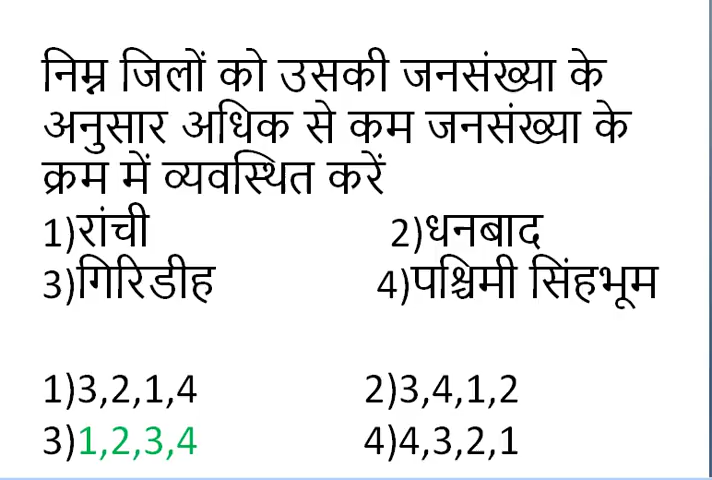 निम्न जिलों को उसकी जनसंख्या के
अनुसार अधिक से कम जनसंख्या के
क्रम में व्यवस्थित करें
1)रांची 2)धनबाद
3)गिरिडीह 4)पश्चिमी सिंहभूम
1)3,2,1,4 2)3,4,1,2
3)1,2,3,4 4)4,3,2,1